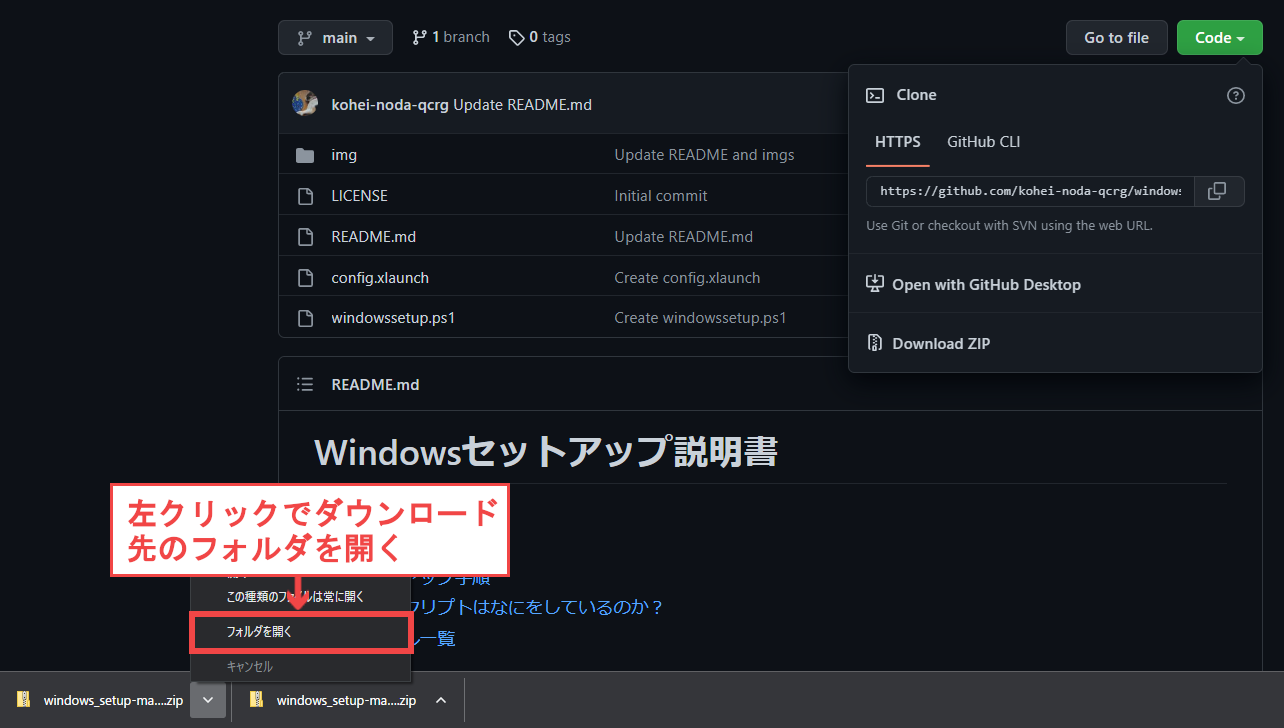 main
1 branch
0 tags
Go to file
Code
kohei-noda-qcrg Update README.md
Clone
HTTPS
GitHub CLI
https://github.com/kohei-noda-qcrg/windows
Use Git or checkout with SVN using the web URL.
Open with GitHub Desktop
Download ZIP
img
Update README and imgs
LICENSE
Initial commit
README.md
Update README.md
config.xlaunch
Create config.xlaunch
windowssetup.ps1
Create windowssetup.ps1
README.md
Windowsセットアップ説明書
左クリックでダウンロード
先のフォルダを開く
ップ手順
クリプトはなにをしているのか？
ル一覧
この種類のファイルは常に開く
フォルダを開く
キャンセル
windows_setup-ma....zip
windows_setup-ma....zip